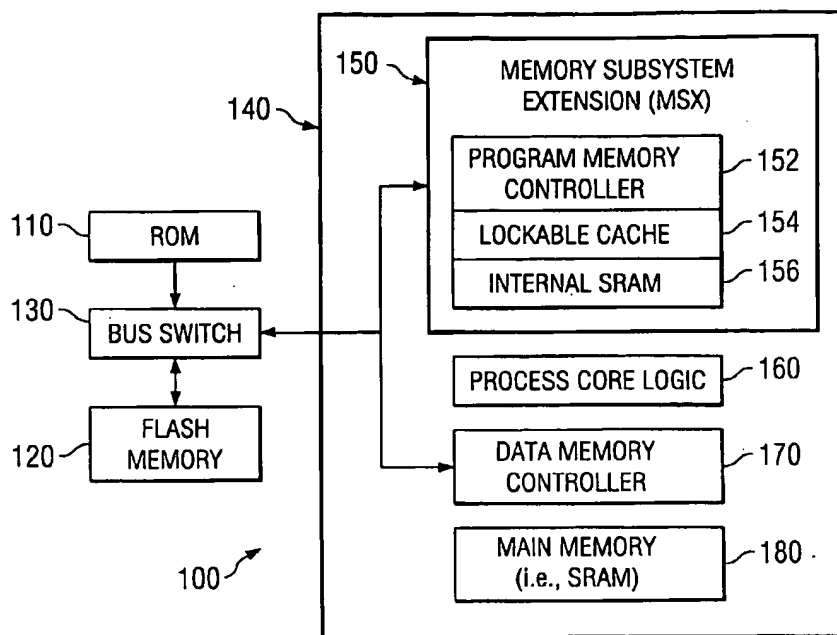 150
MEMORY SUBSYSTEM
EXTENSION (MSX)
140
PROGRAM MEMORY
CONTROLLER
152
LOCKABLE CACHE
154
INTERNAL SRAM
156
110
ROM
130
BUS SWITCH
120
FLASH
MEMORY
PROCESS CORE LOGIC
160
DATA MEMORY
CONTROLLER
170
MAIN MEMORY
(i.e., SRAM)
180
100